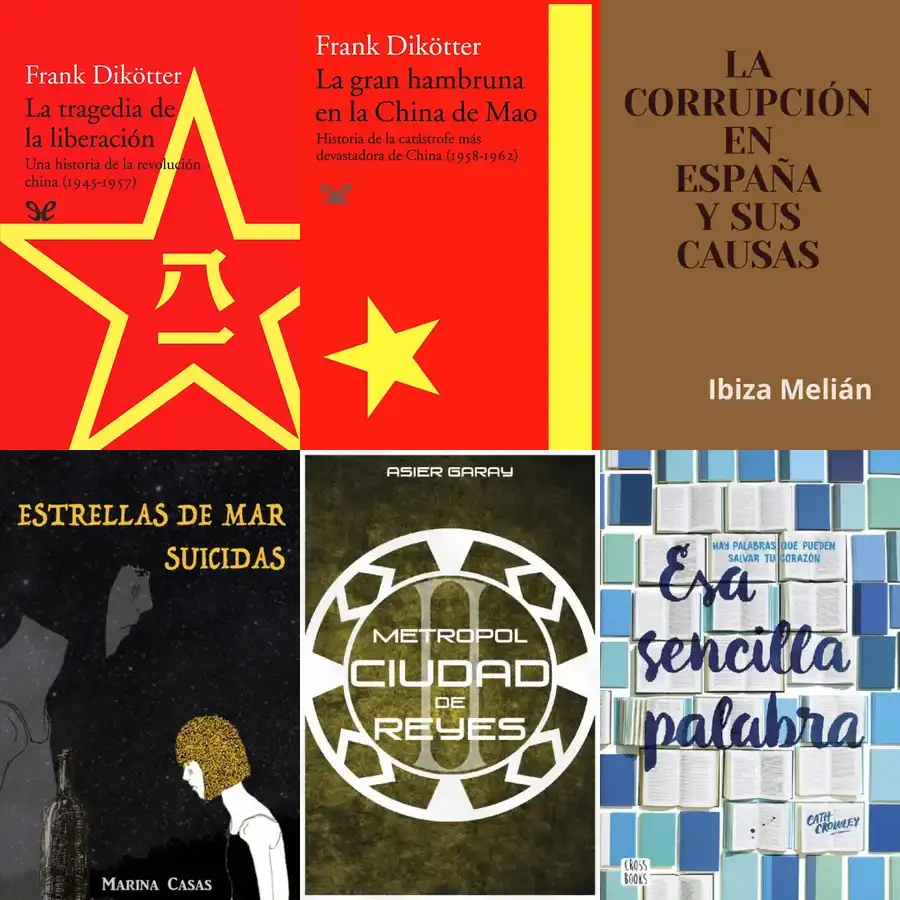 Frank Dikötter
La tragedia de
la liberación
Una historia de la revolución
china (1945-1957)
八
一
Frank Dikötter
La gran hambruna
en la China de Mao
Historia de la catástrofe más
devastadora de China (1958-1962)
LA
CORRUPCIÓN
EN
ESPAÑA
Y SUS
CAUSAS
Ibiza Melián
ESTRELLAS DE MAR
SUICIDAS
MARINA CASAS
ASIER GARAY
II
METROPOL
CIUDAD
DE
REYES
HAY PALABRAS QUE PUEDEN
SALVAR TU CORAZÓN
Esa
sencilla
palabra
CATH
CROWLEY
CROSS
BOOKS